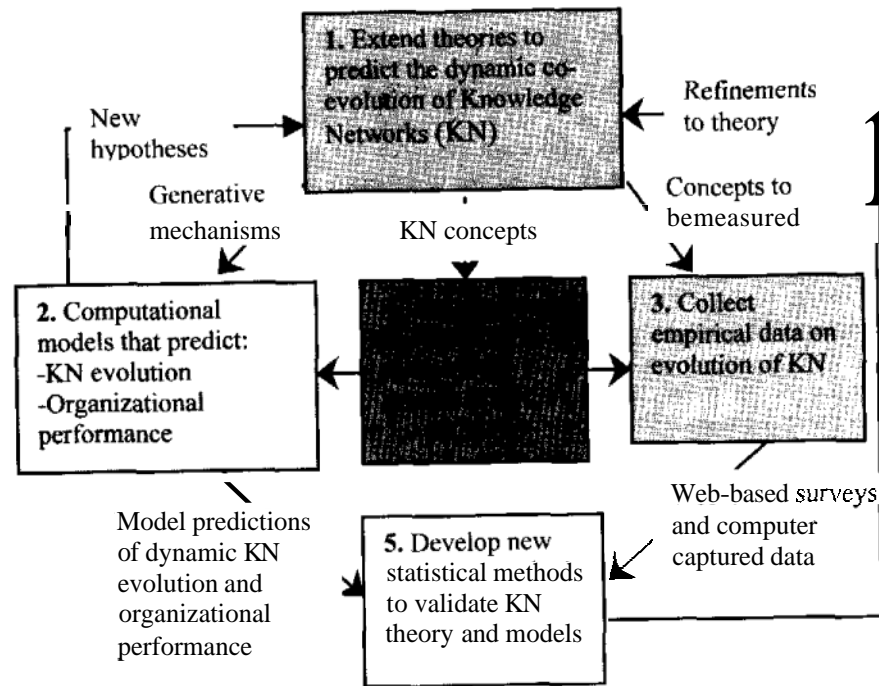 1. Extend theories to
predict the dynamic co-
evolution of Knowledge
Networks (KN)
New
hypotheses
Refinements
to theory
Generative
mechanisms
KN concepts
Concepts to
bemeasured
2. Computational
models that predict:
-KN evolution
-Organizational
performance
3. Collect
empirical data on
evolution of KN
Model predictions
of dynamic KN
evolution and
organizational
performance
5. Develop new
statistical methods
to validate KN
theory and models
Web-based surveys
and computer
captured data